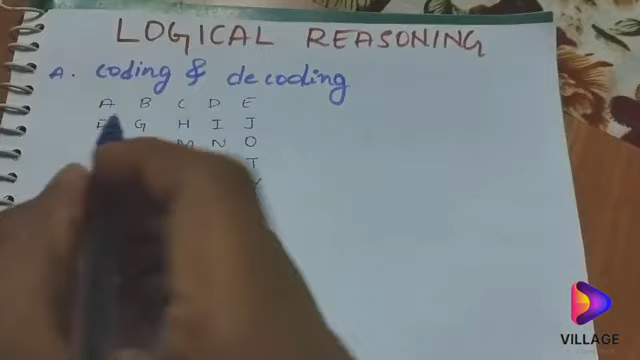 LOGICAL REASONING
A. coding & decoding
A B C D E
F G H I J
M N O
T
Y
VILLAGE